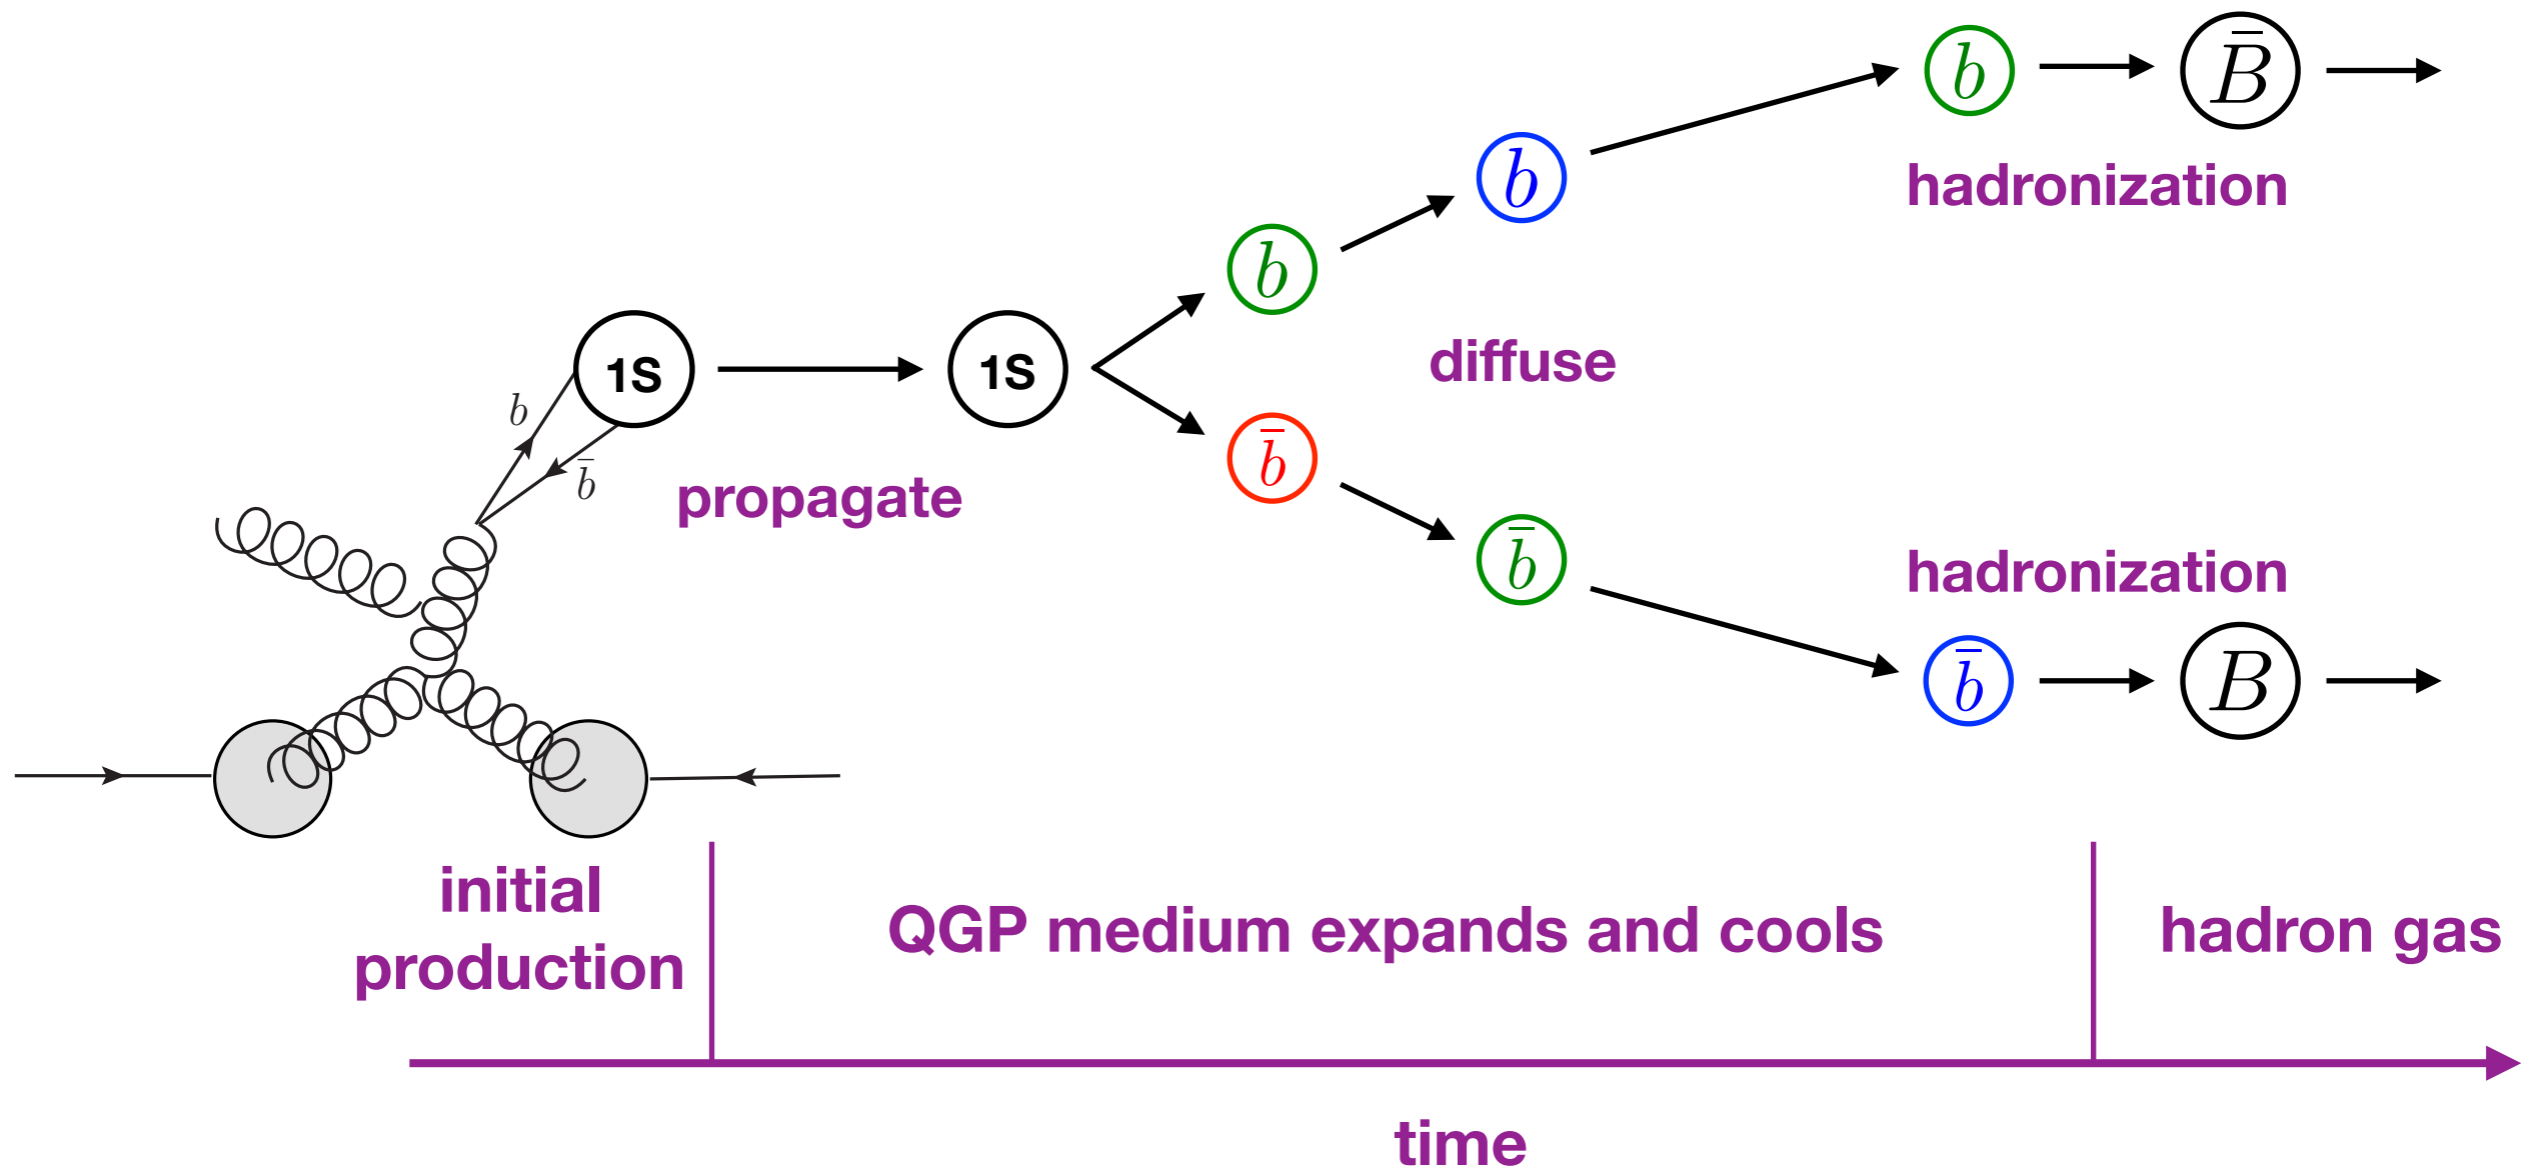 b
B̄
hadronization
b
b
1S
1S
diffuse
b
b̄
propagate
b̄
b̄
hadronization
b̄
B
initial
production
QGP medium expands and cools
hadron gas
time